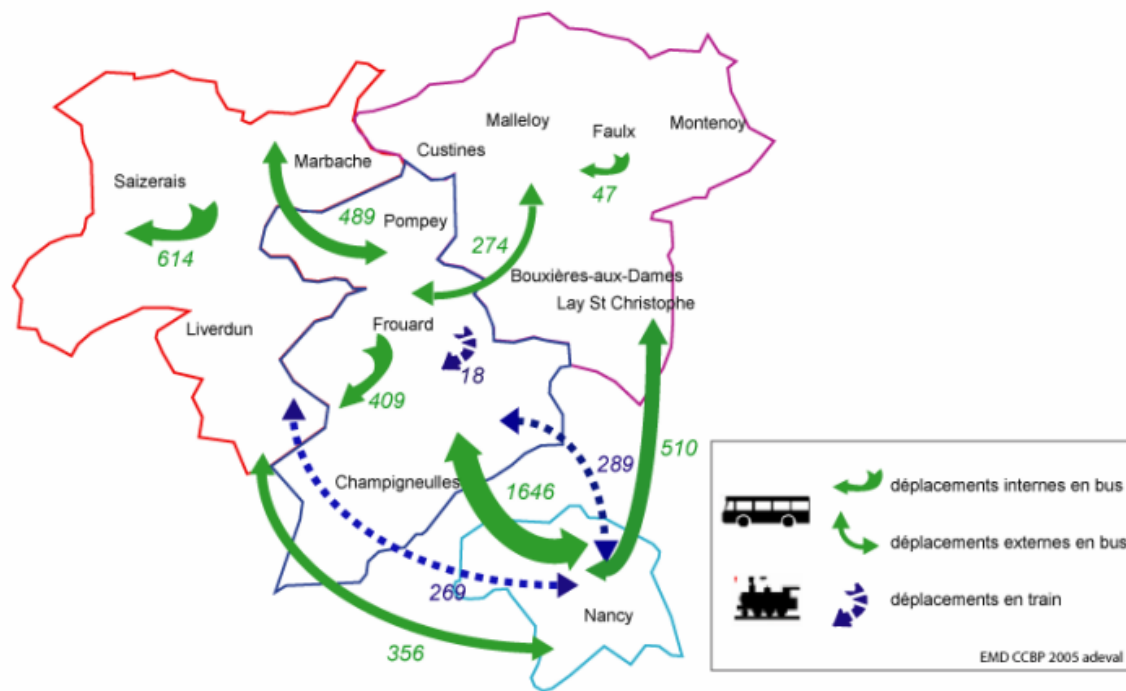 Malleloy
Faulx
Montenoy
Custines
Marbache
Saizerais
47
489
Pompey
614
274
Bouxières-aux-Dames
Lay St Christophe
Liverdun
Frouard
18
409
510
289
Champigneulles
1646
269
Nancy
356
déplacements internes en bus
déplacements externes en bus
déplacements en train
EMD CCBP 2005 adeval